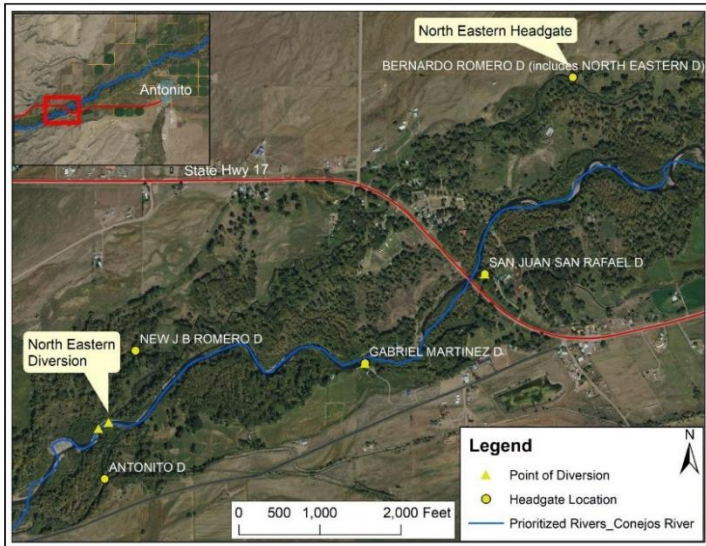 North Eastern Headgate
BERNARDO ROMERO D (includes NORTH EASTERN D)
Antonito
State Hwy 17
SAN JUAN SAN RAFAEL D
NEW J B ROMERO D
North Eastern
Diversion
GABRIEL MARTINEZ D
ANTONITO D
0 500 1,000 2,000 Feet
Legend
N
Point of Diversion
Headgate Location
Prioritized Rivers_Conejos River